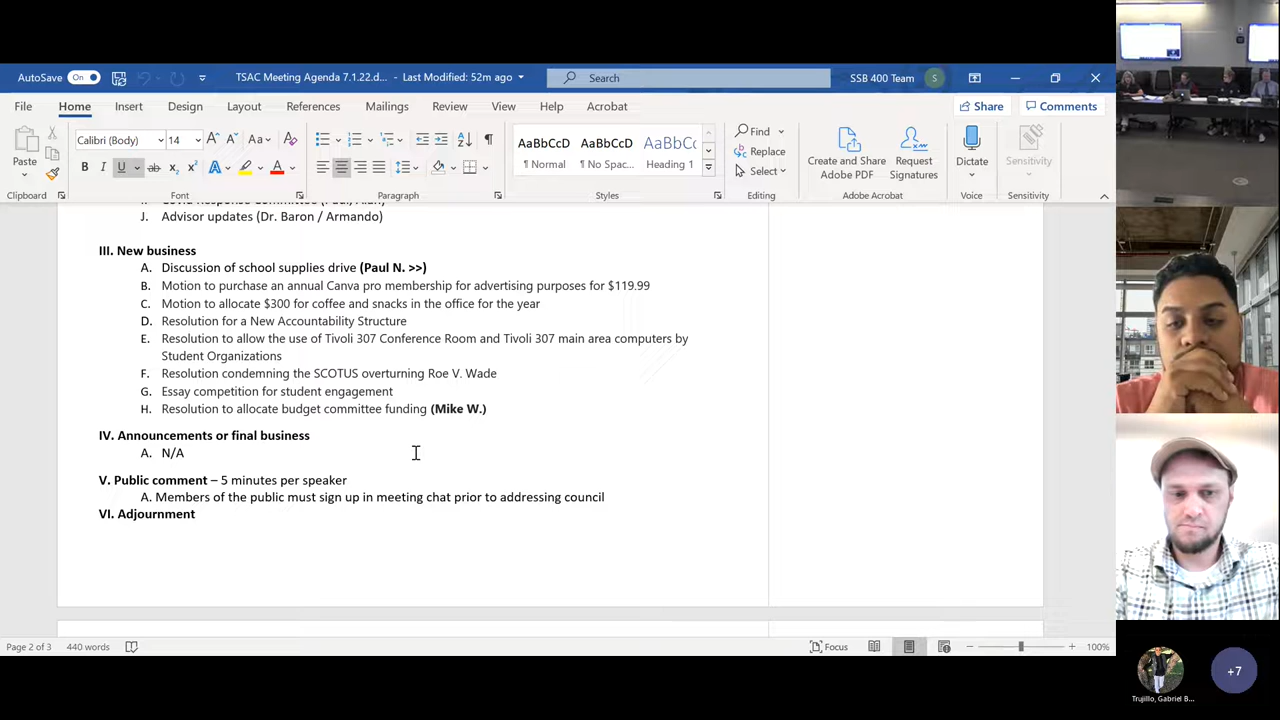 AutoSave On TSAC Meeting Agenda 7.1.22.d... - Last Modified: 52m ago Search SSB 400 Team S
File Home Insert Design Layout References Mailings Review View Help Acrobat Share Comments
Calibri (Body) 14 Aa
AaBbCcD AaBbCcD AaBbC
Find
Paste
B I U ab x₂ x² A A
Replace
Create and Share Request Dictate Sensitivity
¶ Normal ¶ No Spac... Heading 1
Select
Adobe PDF Signatures
Clipboard Font Paragraph Styles Editing Adobe Acrobat Voice Sensitivity
J. Advisor updates (Dr. Baron / Armando)
III. New business
A. Discussion of school supplies drive (Paul N. >>)
B. Motion to purchase an annual Canva pro membership for advertising purposes for $119.99
C. Motion to allocate $300 for coffee and snacks in the office for the year
D. Resolution for a New Accountability Structure
E. Resolution to allow the use of Tivoli 307 Conference Room and Tivoli 307 main area computers by
Student Organizations
F. Resolution condemning the SCOTUS overturning Roe V. Wade
G. Essay competition for student engagement
H. Resolution to allocate budget committee funding (Mike W.)
IV. Announcements or final business
A. N/A
V. Public comment – 5 minutes per speaker
A. Members of the public must sign up in meeting chat prior to addressing council
VI. Adjournment
Page 2 of 3 440 words Focus 100%
+7
Trujillo, Gabriel B...